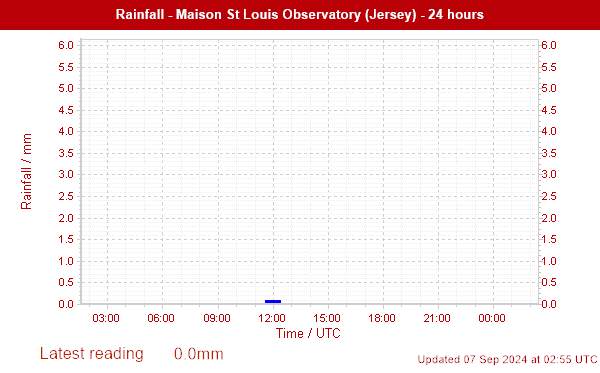 Rainfall - Maison St Louis Observatory (Jersey) - 24 hours
6.0 6.0
5.5 5.5
5.0 5.0
4.5 4.5
4.0 4.0
3.5 3.5
3.0 3.0
2.5 2.5
2.0 2.0
1.5 1.5
1.0 1.0
0.5 0.5
0.0 0.0
Rainfall / mm
03:00 06:00 09:00 12:00 15:00 18:00 21:00 00:00
Time / UTC
Latest reading 0.0mm
Updated 07 Sep 2024 at 02:55 UTC